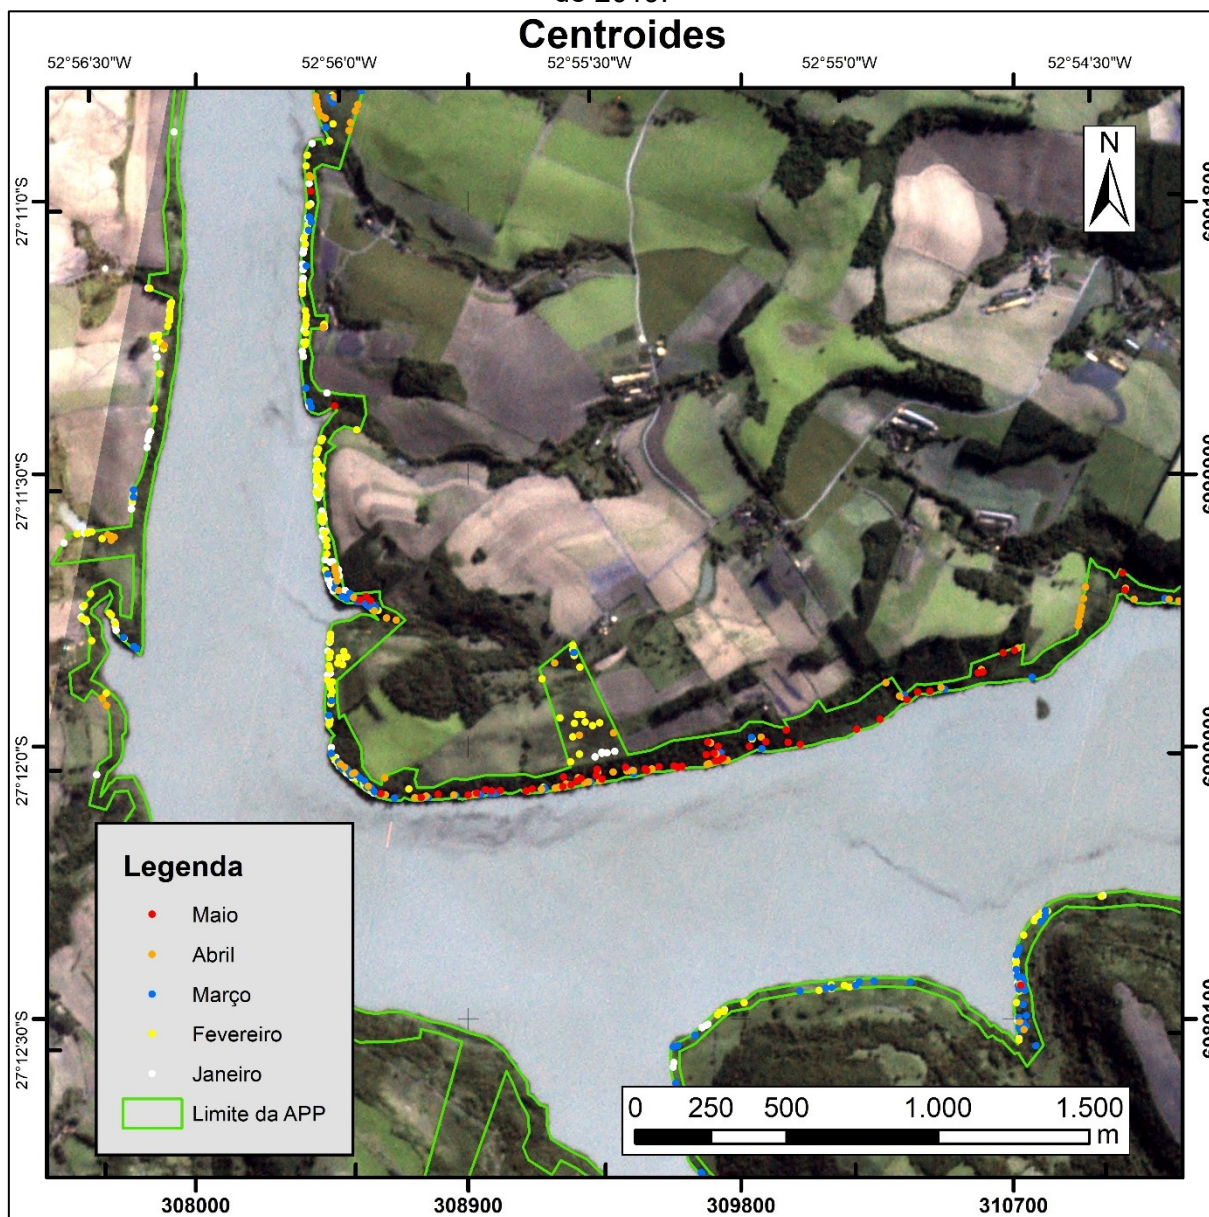 Centroides
52°56'30"W 52°56'0"W 52°55'30"W 52°55'0"W 52°54'30"W
N
27°11'0"S
27°11'30"S
27°12'0"S
27°12'30"S
Legenda
Maio
Abril
Março
Fevereiro
Janeiro
Limite da APP
0 250 500 1.000 1.500
m
308000 308900 309800 310700